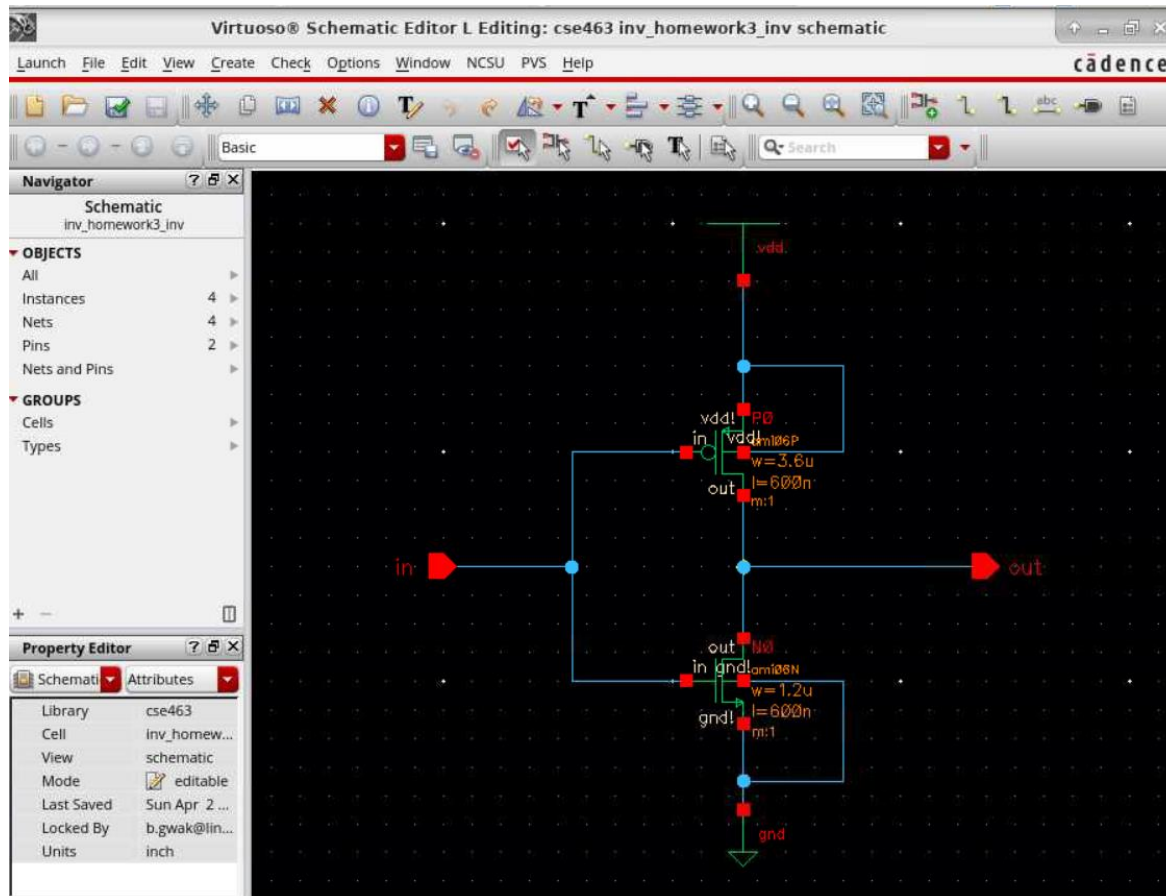 Virtuoso® Schematic Editor L Editing: cse463 inv_homework3_inv schematic
Launch File Edit View Create Check Options Window NCSU PVS Help
cādence
abc
Basic
Search
Navigator
Schematic
inv_homework3_inv
OBJECTS
All
Instances 4
Nets 4
Pins 2
Nets and Pins
GROUPS
Cells
Types
Property Editor
Schemati Attributes
Library cse463
Cell inv_homew...
View schematic
Mode editable
Last Saved Sun Apr 2 ...
Locked By b.gwak@lin...
Units inch
vdd
vdd! P0
in vdd! ami06P
w=3.6u
out l=600n
m:1
in
out
out N0
in gnd! ami06N
w=1.2u
gnd! l=600n
m:1
gnd